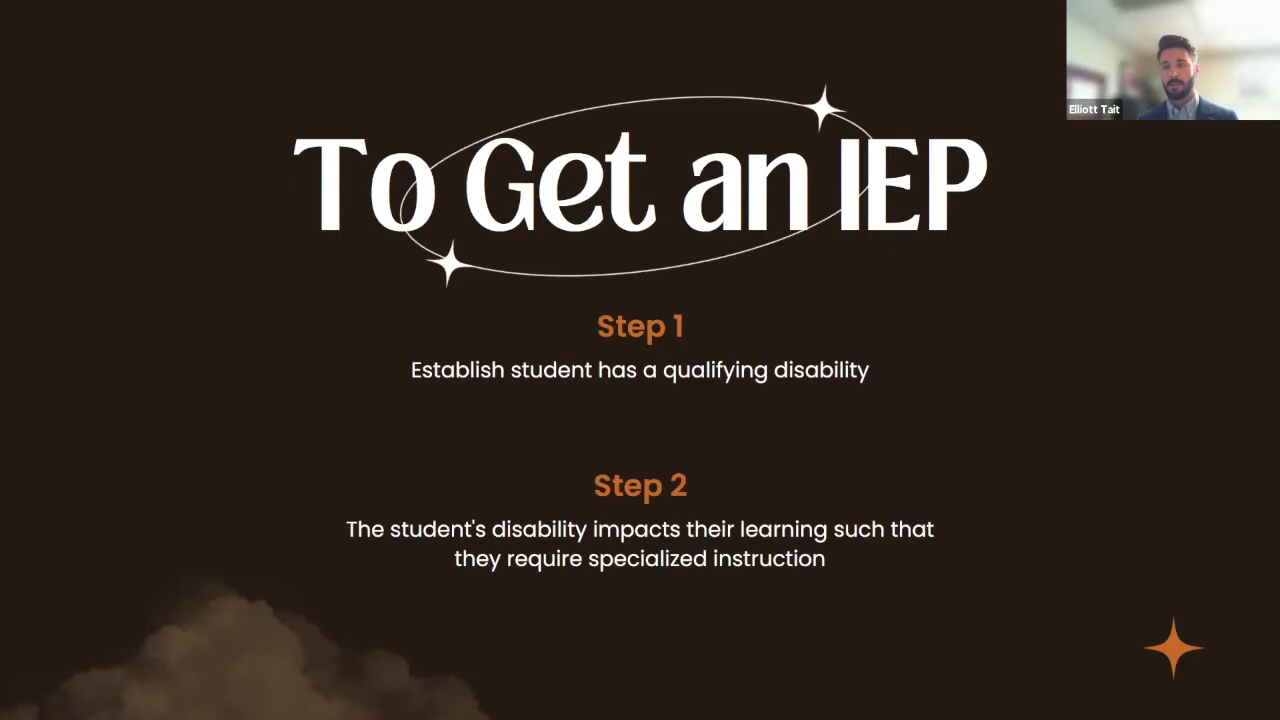 Elliott Tait
To Get an IEP
Step 1
Establish student has a qualifying disability
Step 2
The student's disability impacts their learning such that
they require specialized instruction